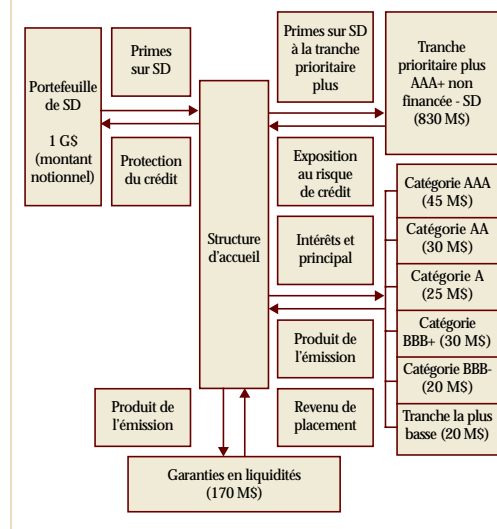 Portefeuille
de SD
1 G$
(montant
notionnel)
Primes
sur SD
Protection
du crédit
Structure
d'accueil
Primes sur SD
à la tranche
prioritaire
plus
Exposition
au risque
de crédit
Tranche
prioritaire plus
AAA+ non
financée - SD
(830 M$)
Intérêts et
principal
Produit de
l'émission
Catégorie AAA
(45 M$)
Catégorie AA
(30 M$)
Catégorie A
(25 M$)
Catégorie
BBB+ (30 M$)
Catégorie BBB-
(20 M$)
Tranche la plus
basse (20 M$)
Produit de
l'émission
Revenu de
placement
Garanties en liquidités
(170 M$)